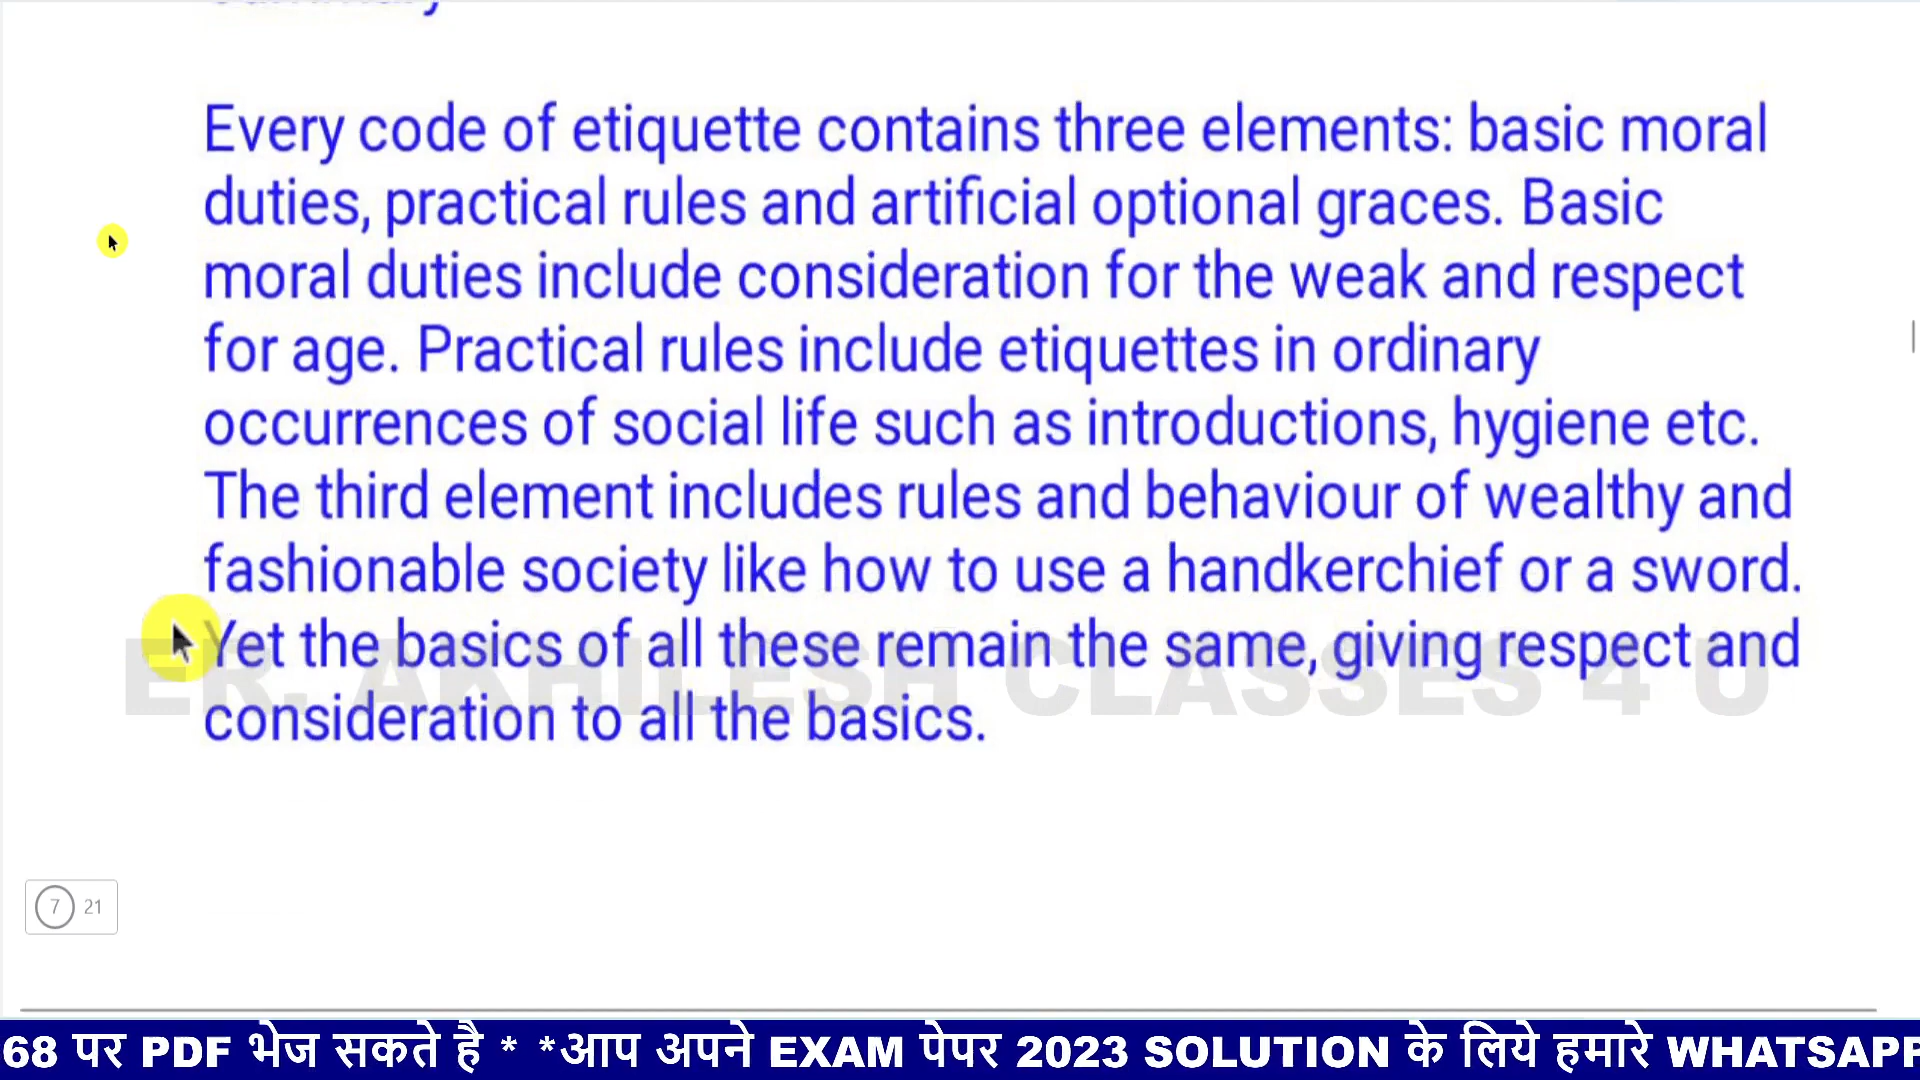 Every code of etiquette contains three elements: basic moral
duties, practical rules and artificial optional graces. Basic
moral duties include consideration for the weak and respect
for age. Practical rules include etiquettes in ordinary
occurrences of social life such as introductions, hygiene etc.
The third element includes rules and behaviour of wealthy and
fashionable society like how to use a handkerchief or a sword.
Yet the basics of all these remain the same, giving respect and
ER. AKHILESH CLASSES 4 U
consideration to all the basics.
7 21
68 पर PDF भेज सकते है * *आप अपने EXAM पेपर 2023 SOLUTION के लिये हमारे WHATSAPP